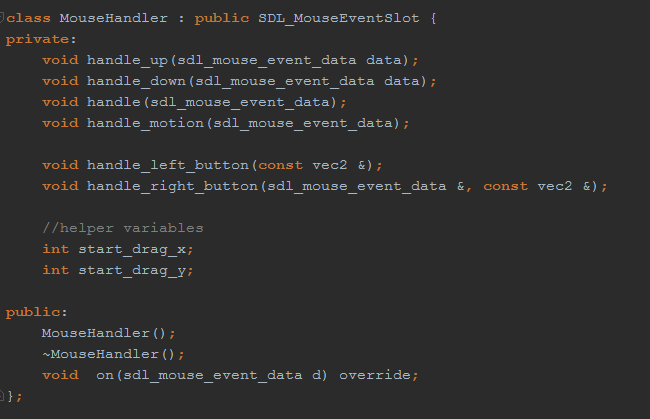 class MouseHandler : public SDL_MouseEventSlot {
private:
    void handle_up(sdl_mouse_event_data data);
    void handle_down(sdl_mouse_event_data data);
    void handle(sdl_mouse_event_data);
    void handle_motion(sdl_mouse_event_data);

    void handle_left_button(const vec2 &);
    void handle_right_button(sdl_mouse_event_data &, const vec2 &);

    //helper variables
    int start_drag_x;
    int start_drag_y;

public:
    MouseHandler();
    ~MouseHandler();
    void  on(sdl_mouse_event_data d) override;
};